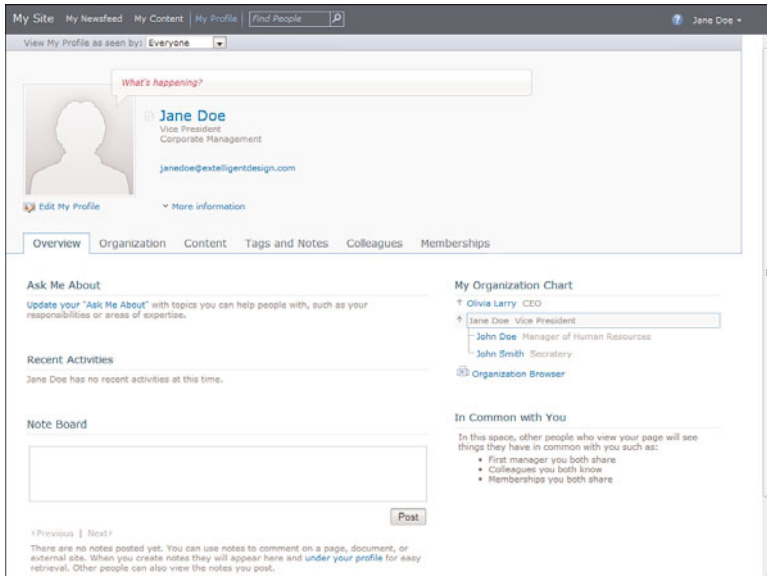 My Site My Newsfeed My Content | My Profile | Find People Jane Doe
View My Profile as seen by: Everyone
What's happening?
Jane Doe
Vice President
Corporate Management
janedoe@extelligentdesign.com
Edit My Profile More information
Overview Organization Content Tags and Notes Colleagues Memberships
Ask Me About
Update your "Ask Me About" with topics you can help people with, such as your
responsibilities or areas of expertise.
Recent Activities
Jane Doe has no recent activities at this time.
Note Board
Post
‹Previous | Next›
There are no notes posted yet. You can use notes to comment on a page, document, or
external site. When you create notes they will appear here and under your profile for easy
retrieval. Other people can also view the notes you post.
My Organization Chart
Olivia Larry CEO
Jane Doe Vice President
John Doe Manager of Human Resources
John Smith Secratery
Organization Browser
In Common with You
In this space, other people who view your page will see
things they have in common with you such as:
• First manager you both share
• Colleagues you both know
• Memberships you both share